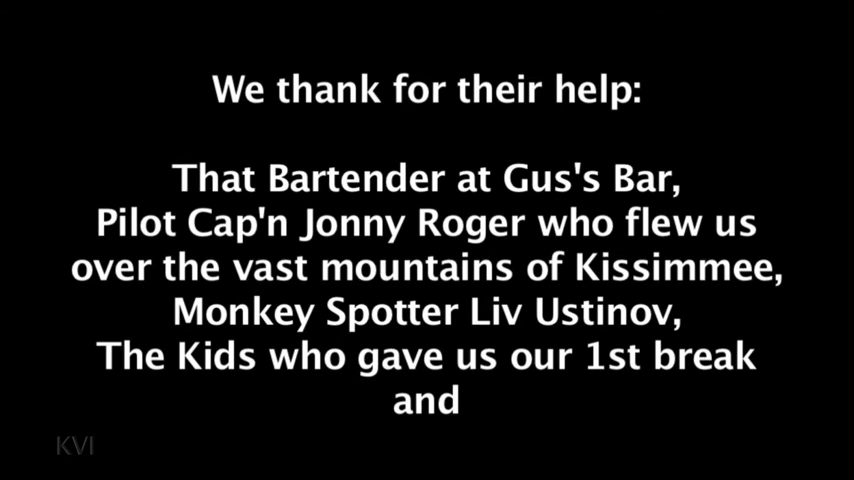 We thank for their help:
That Bartender at Gus's Bar,
Pilot Cap'n Jonny Roger who flew us
over the vast mountains of Kissimmee,
Monkey Spotter Liv Ustinov,
The Kids who gave us our 1st break
and
KVI